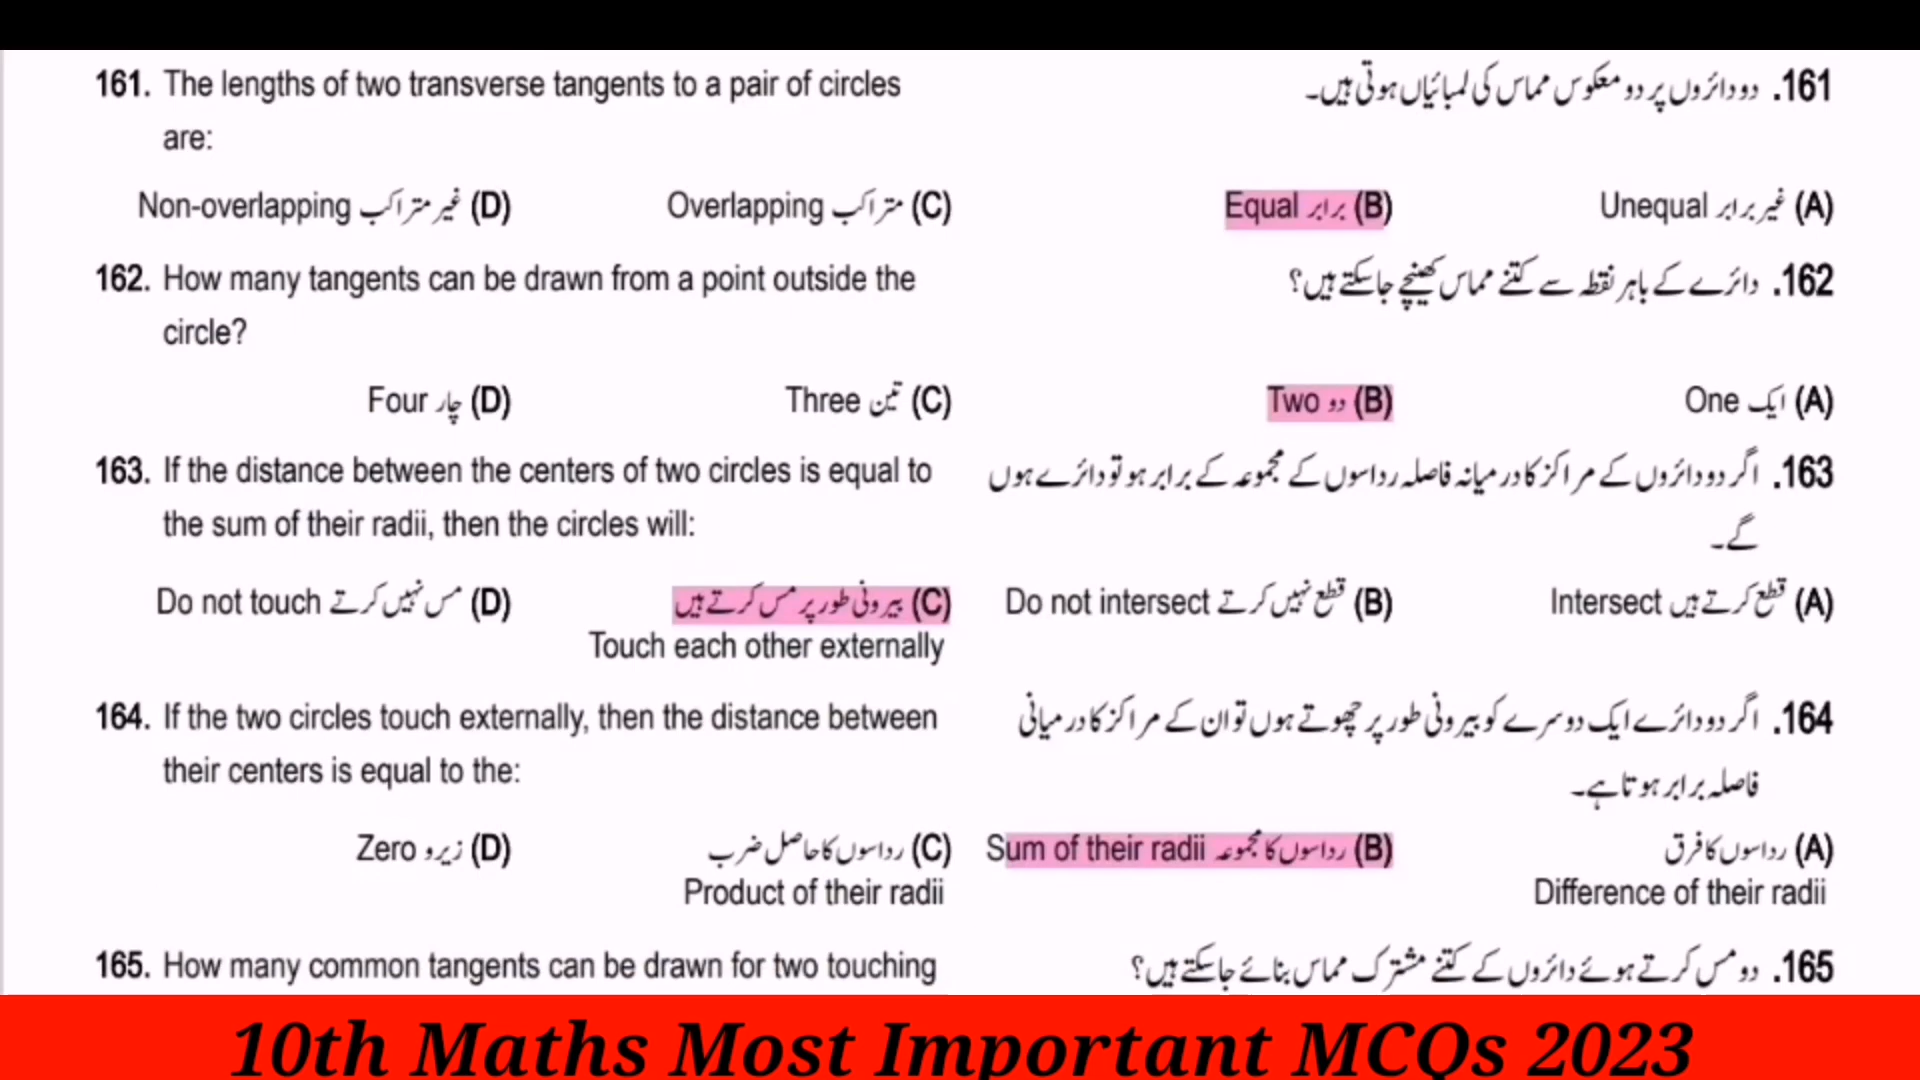 161. The lengths of two transverse tangents to a pair of circles
are:
161. دو دائروں پر دو معکوس مماس کی لمبائیاں ہوتی ہیں۔
(A) غیر برابر Unequal (B) برابر Equal (C) متراکب Overlapping (D) غیر متراکب Non-overlapping
162. How many tangents can be drawn from a point outside the
circle?
162. دائرے کے باہر نقطہ سے کتنے مماس کھینچے جاسکتے ہیں؟
(A) ایک One (B) دو Two (C) تین Three (D) چار Four
163. If the distance between the centers of two circles is equal to
the sum of their radii, then the circles will:
163. اگر دو دائروں کے مراکز کا درمیانہ فاصلہ رداسوں کے مجموعہ کے برابر ہو تو دائرے ہوں
گے۔
(A) قطع کرتے ہیں Intersect (B) قطع نہیں کرتے Do not intersect (C) بیرونی طور پر مس کرتے ہیں (D) مس نہیں کرتے Do not touch
Touch each other externally
164. If the two circles touch externally, then the distance between
their centers is equal to the:
164. اگر دو دائرے ایک دوسرے کو بیرونی طور پر چھوتے ہوں تو ان کے مراکز کا درمیانی
فاصلہ برابر ہوتا ہے۔
(A) رداسوں کا فرق (B) رداسوں کا مجموعہ Sum of their radii (C) رداسوں کا حاصل ضرب (D) زیرو Zero
Difference of their radii Product of their radii
165. How many common tangents can be drawn for two touching
165. دو مس کرتے ہوئے دائروں کے کتنے مشترک مماس بنائے جاسکتے ہیں؟
10th Maths Most Important MCQs 2023